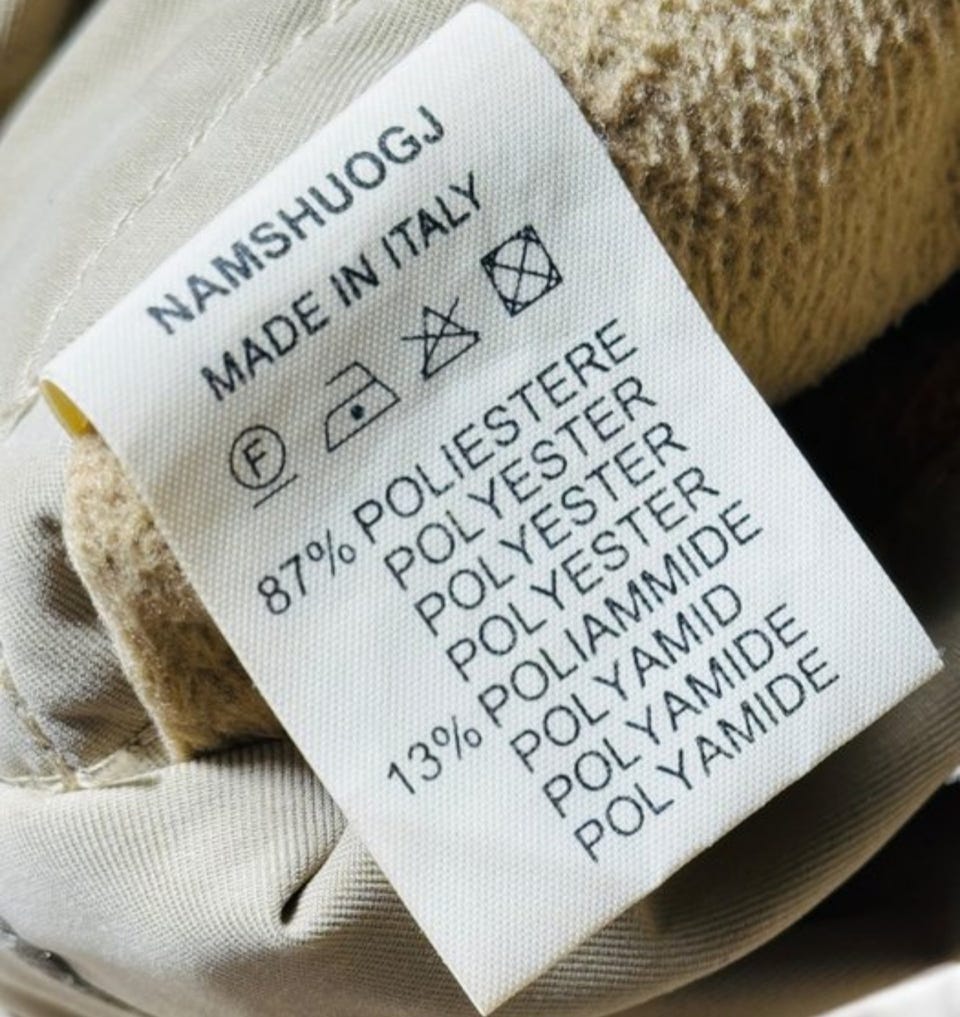 NAMSHUOGJ
MADE IN ITALY
F
87% POLIESTERE
POLYESTER
POLYESTER
POLYESTER
13% POLIAMMIDE
POLYAMID
POLYAMIDE
POLYAMIDE